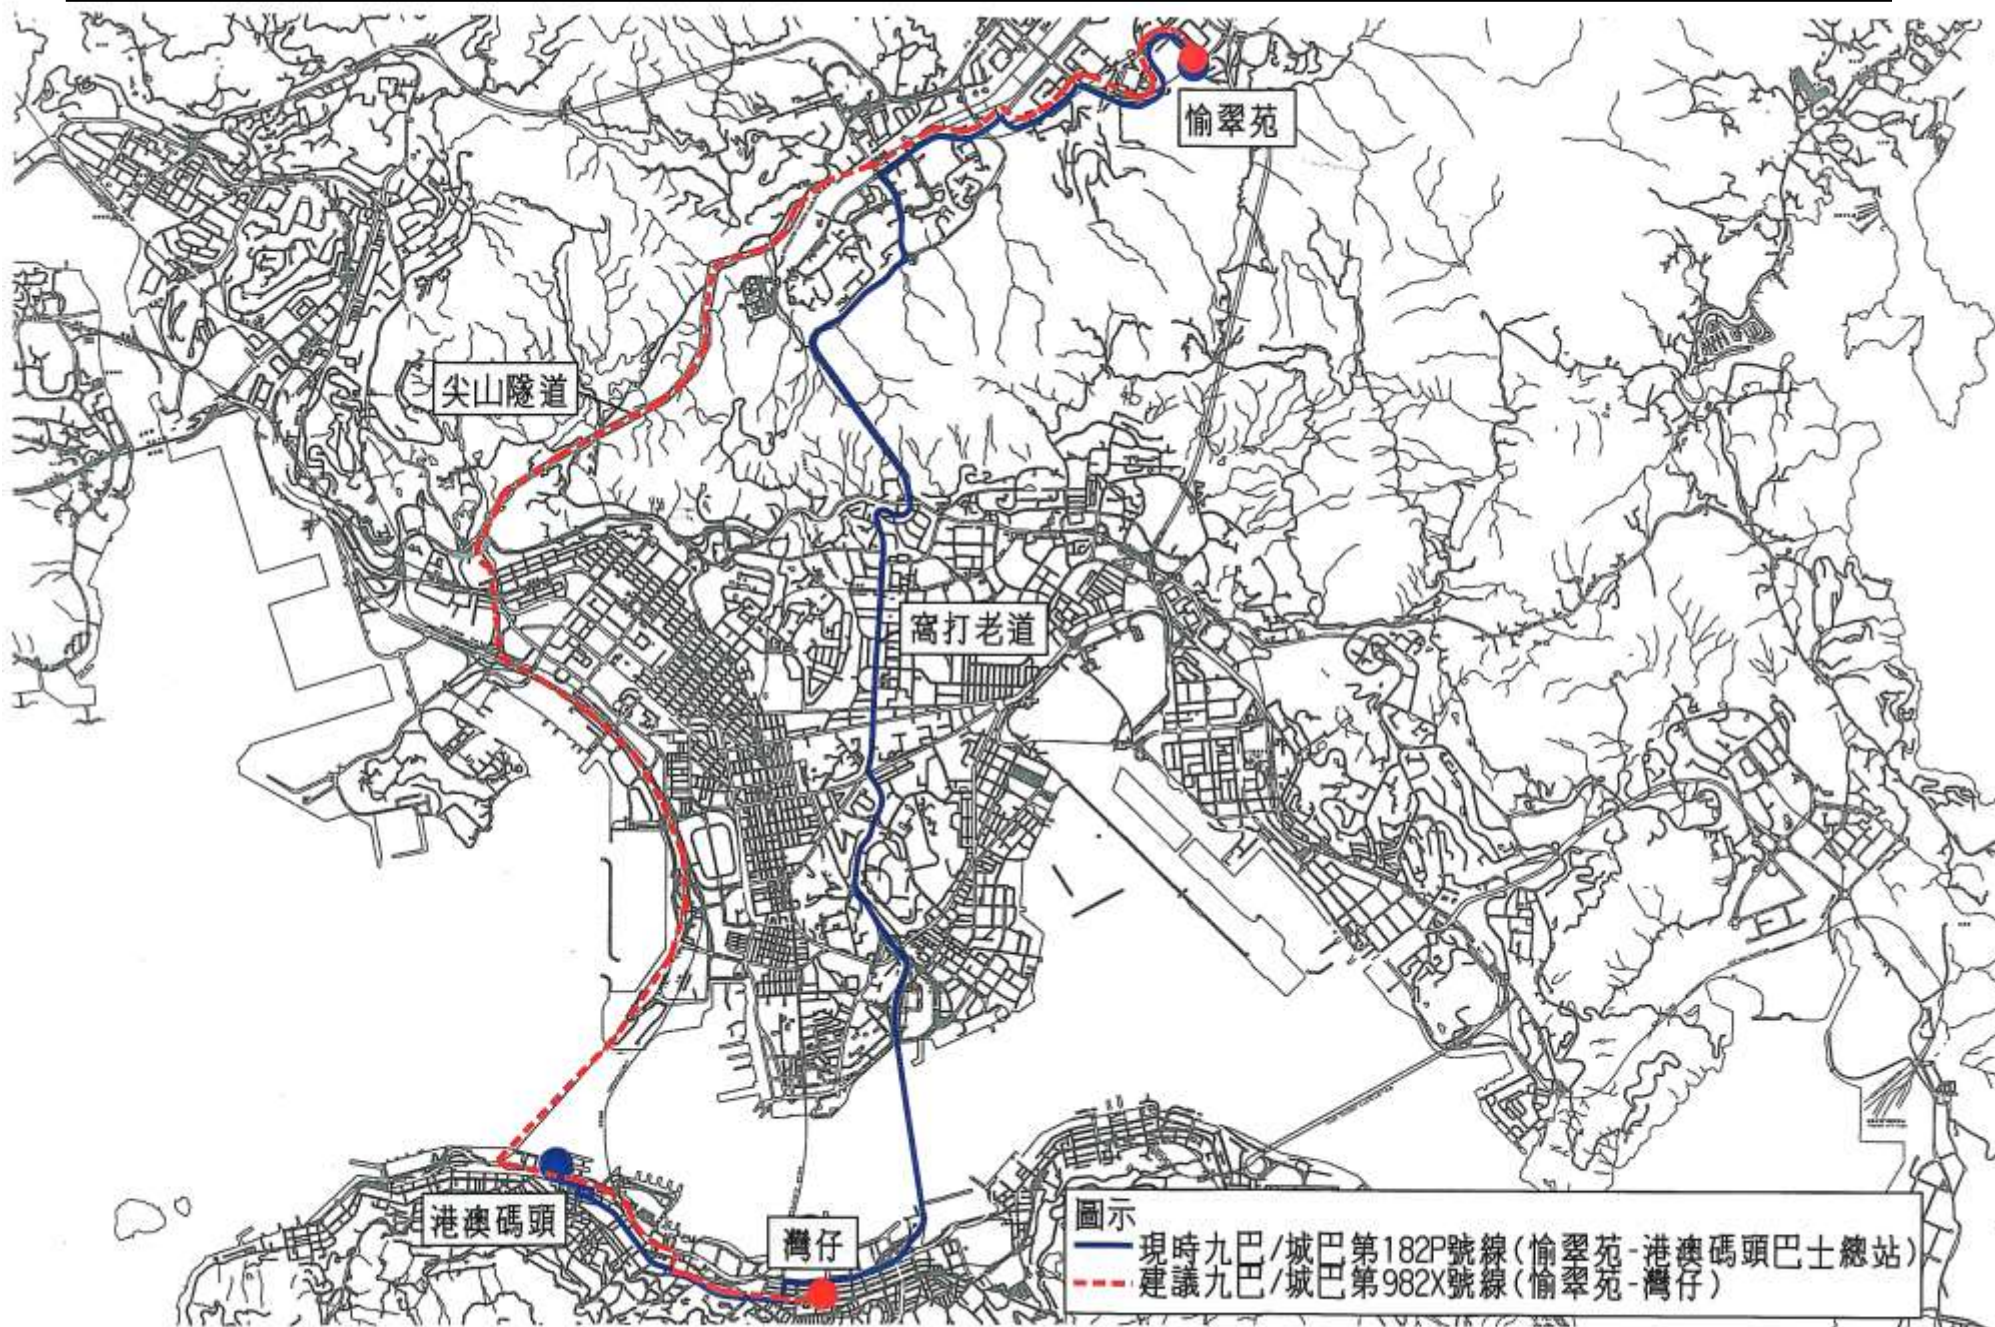 愉翠苑
尖山隧道
窩打老道
港澳碼頭
灣仔
圖示
現時九巴/城巴第182P號線(愉翠苑-港澳碼頭巴士總站)
建議九巴/城巴第982X號線(愉翠苑-灣仔)